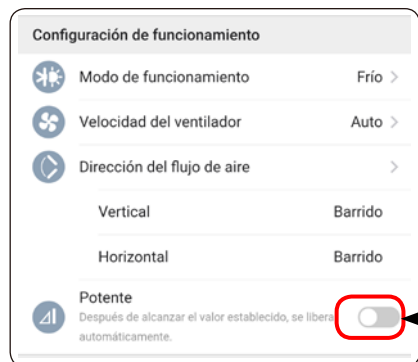 Configuración de funcionamiento
Modo de funcionamiento Frío >
Velocidad del ventilador Auto >
Dirección del flujo de aire >
Vertical Barrido
Horizontal Barrido
Potente
Después de alcanzar el valor establecido, se libera
automáticamente.